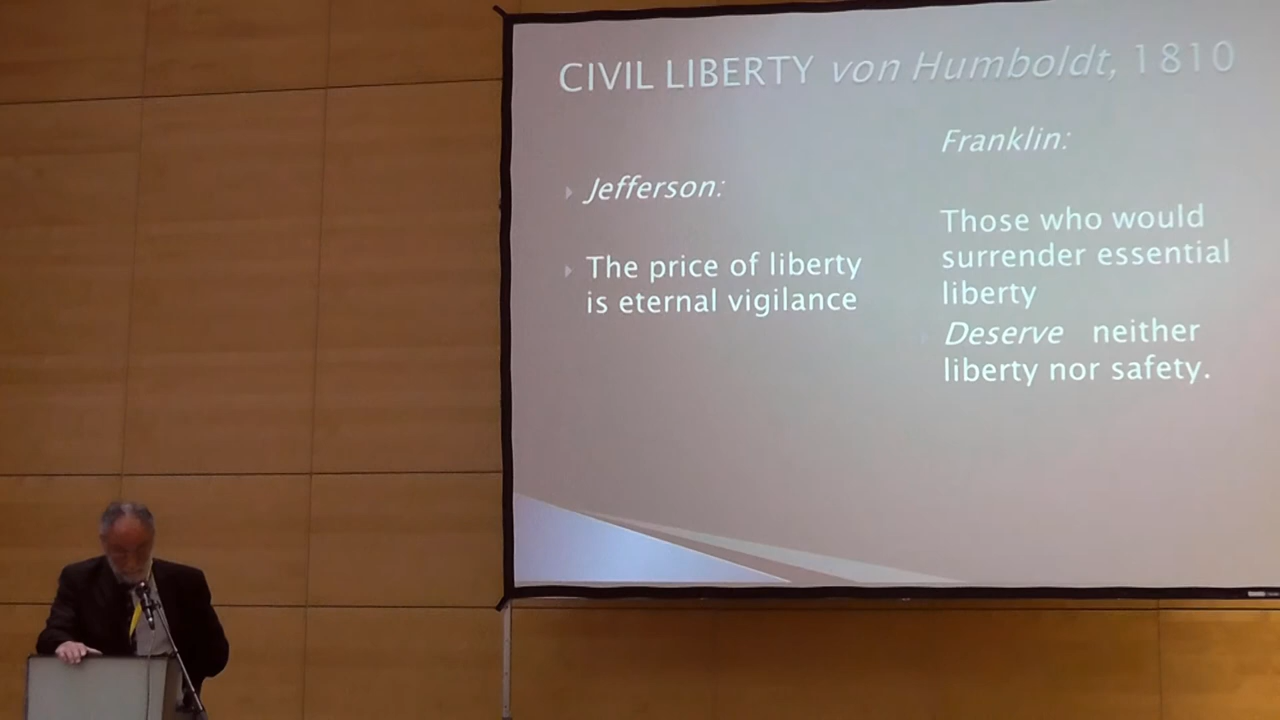 CIVIL LIBERTY von Humboldt, 1810
Jefferson:
The price of liberty
is eternal vigilance
Franklin:
Those who would
surrender essential
liberty
Deserve neither
liberty nor safety.